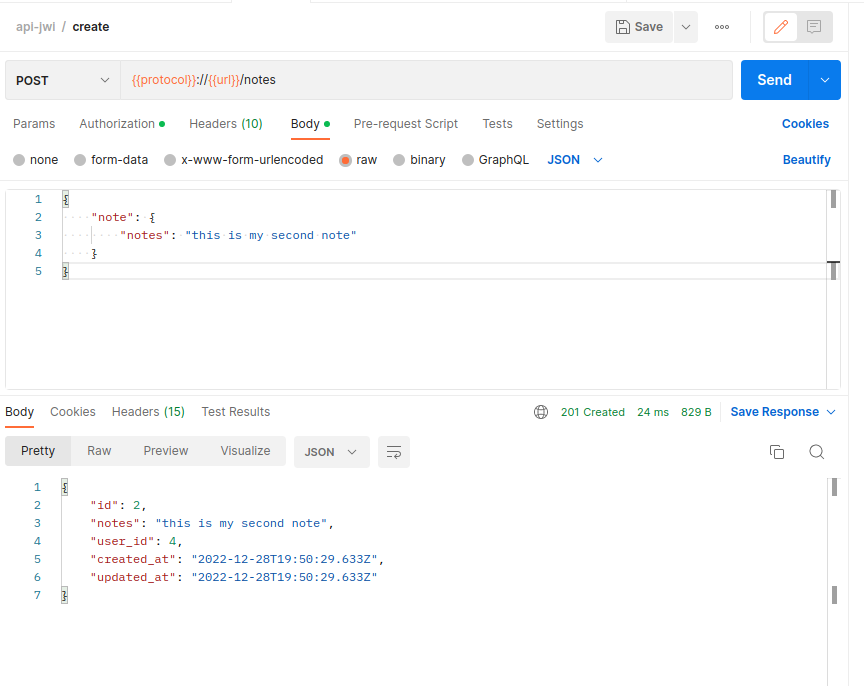 api-jwl / create
Save
POST
{{protocol}}://{{url}}/notes
Send
Params Authorization Headers (10) Body Pre-request Script Tests Settings Cookies
none form-data x-www-form-urlencoded raw binary GraphQL JSON Beautify
1 {
2 "note": {
3 "notes": "this is my second note"
4 }
5 }
Body Cookies Headers (15) Test Results 201 Created 24 ms 829 B Save Response
Pretty Raw Preview Visualize JSON
1 {
2 "id": 2,
3 "notes": "this is my second note",
4 "user_id": 4,
5 "created_at": "2022-12-28T19:50:29.633Z",
6 "updated_at": "2022-12-28T19:50:29.633Z"
7 }